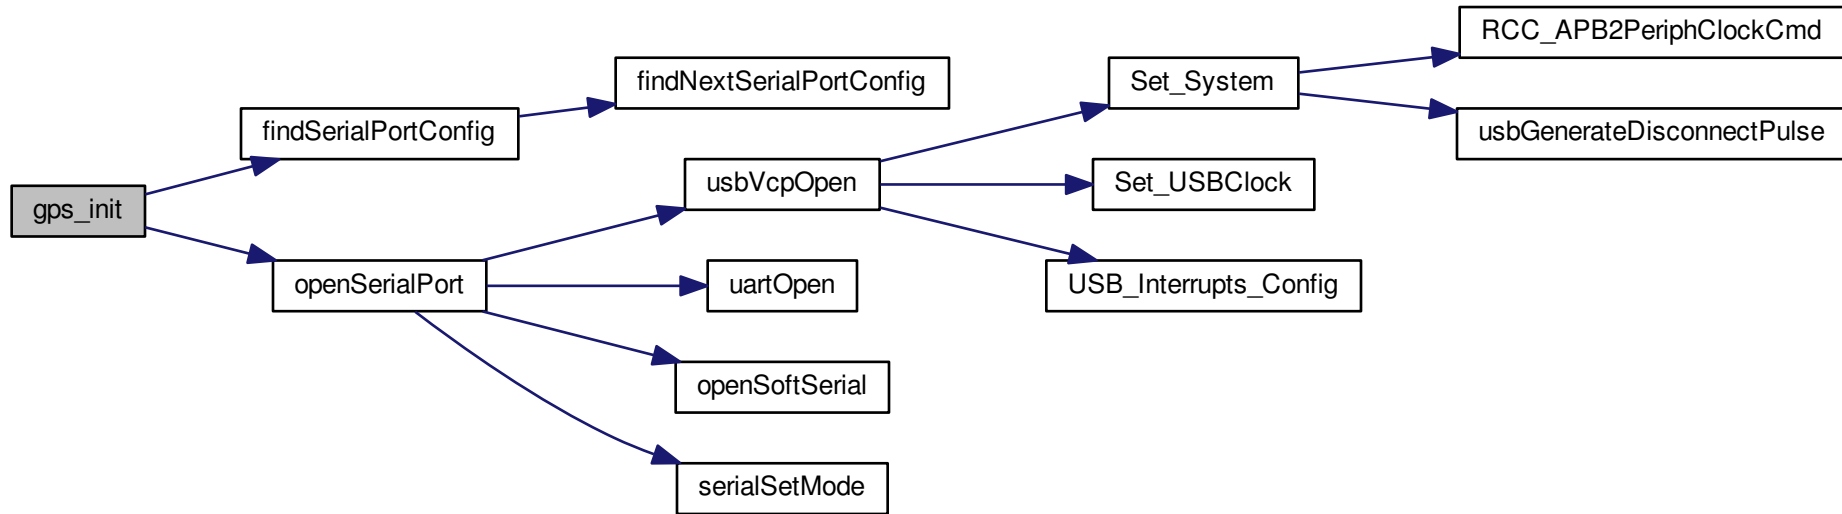 gps_init
findSerialPortConfig
findNextSerialPortConfig
openSerialPort
usbVcpOpen
Set_System
RCC_APB2PeriphClockCmd
usbGenerateDisconnectPulse
Set_USBClock
USB_Interrupts_Config
uartOpen
openSoftSerial
serialSetMode